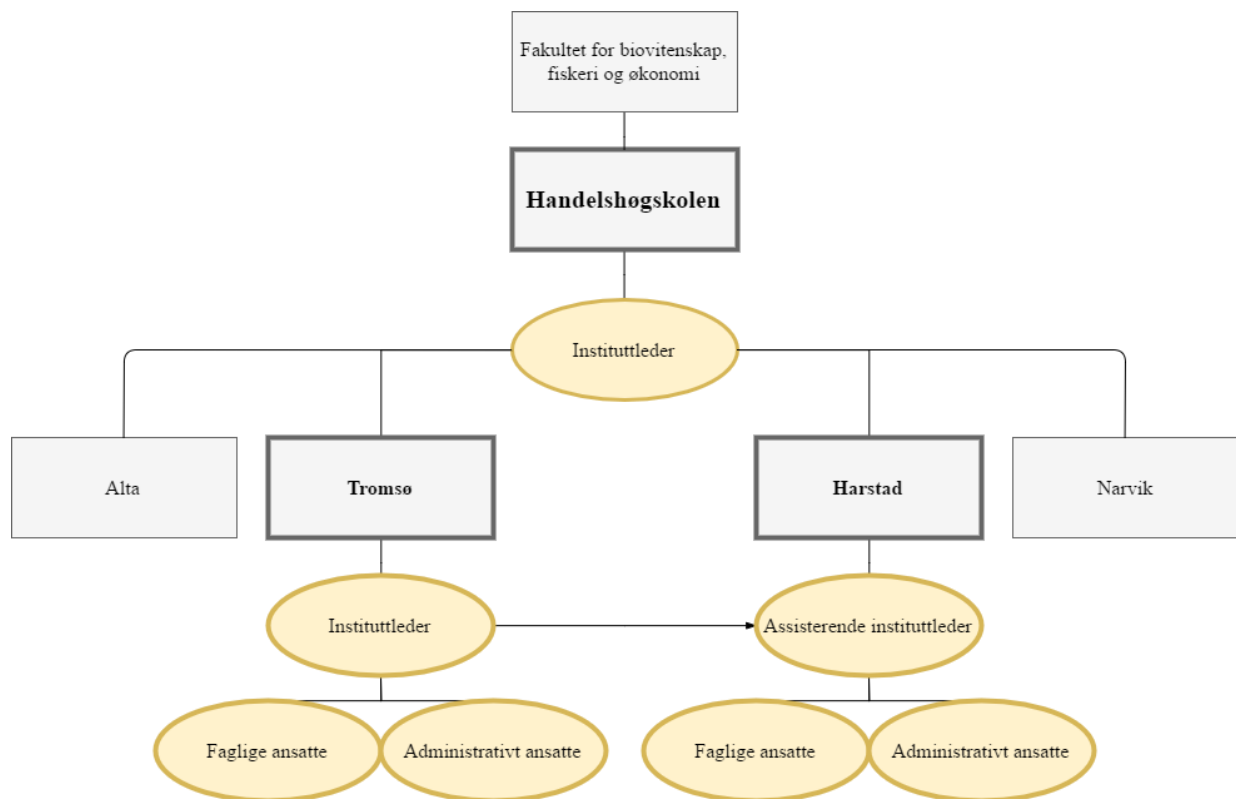 Fakultet for biovitenskap,
fiskeri og økonomi
Handelshøgskolen
Instituttleder
Alta
Tromsø
Harstad
Narvik
Instituttleder
Assisterende instituttleder
Faglige ansatte
Administrativt ansatte
Faglige ansatte
Administrativt ansatte